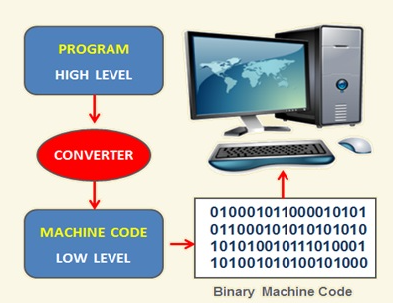 PROGRAM
HIGH LEVEL
CONVERTER
MACHINE CODE
LOW LEVEL
010001011000010101
011000101010101010
101010010111010001
101001010100101000
Binary Machine Code